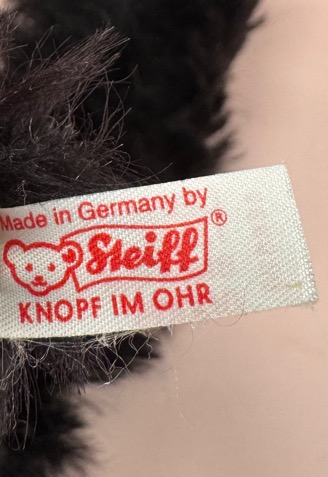 Made in Germany by
Steiff®
KNOPF IM OHR